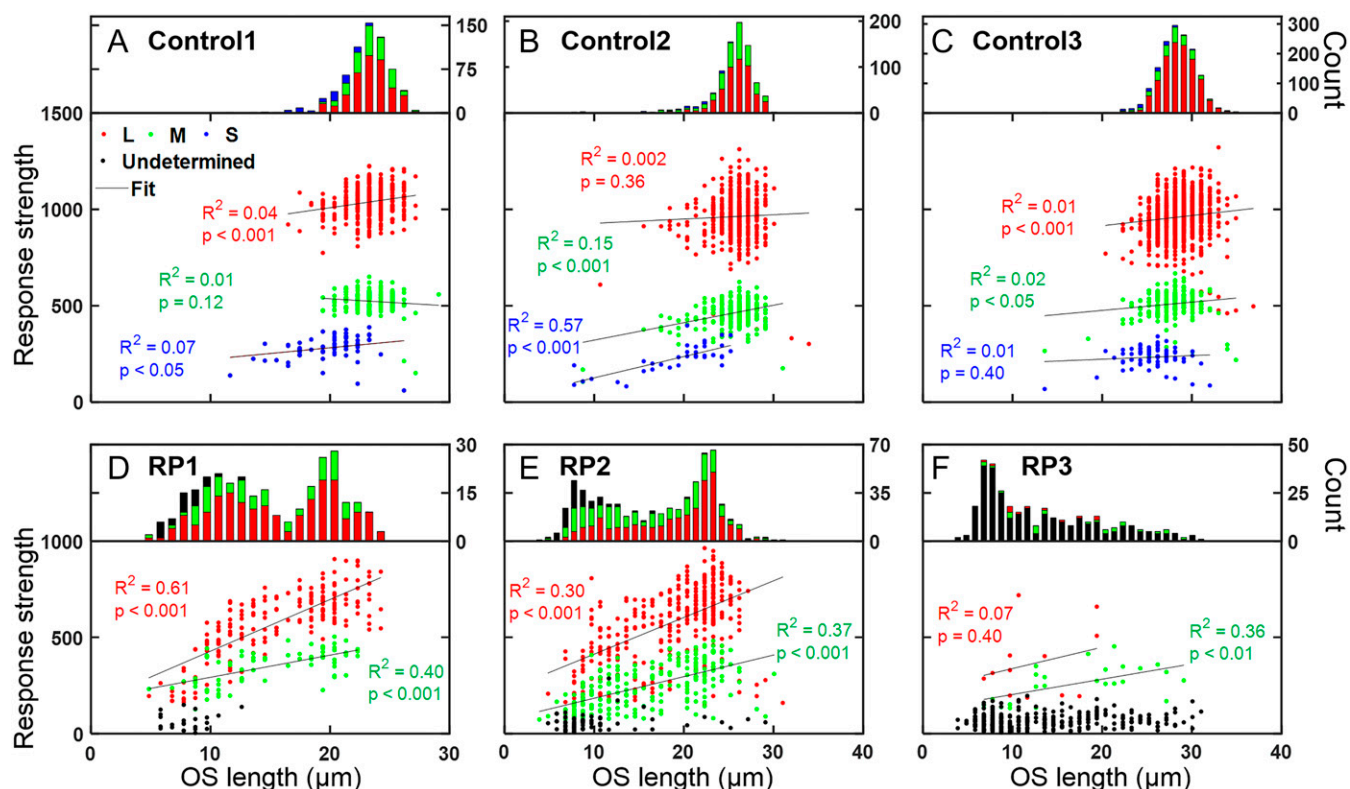 A Control1
150
75
0
B Control2
200
100
0
C Control3
300
200
100
0
Count
1500
1000
500
0
Response strength
L M S
Undetermined
Fit
R² = 0.04
p < 0.001
R² = 0.01
p = 0.12
R² = 0.07
p < 0.05
R² = 0.002
p = 0.36
R² = 0.15
p < 0.001
R² = 0.57
p < 0.001
R² = 0.01
p < 0.001
R² = 0.02
p < 0.05
R² = 0.01
p = 0.40
D RP1
30
15
0
E RP2
70
35
0
F RP3
50
25
0
Count
1000
500
0
Response strength
R² = 0.61
p < 0.001
R² = 0.40
p < 0.001
R² = 0.30
p < 0.001
R² = 0.37
p < 0.001
R² = 0.07
p = 0.40
R² = 0.36
p < 0.01
0 10 20 30
OS length (µm)
0 10 20 30 40
OS length (µm)
0 10 20 30 40
OS length (µm)